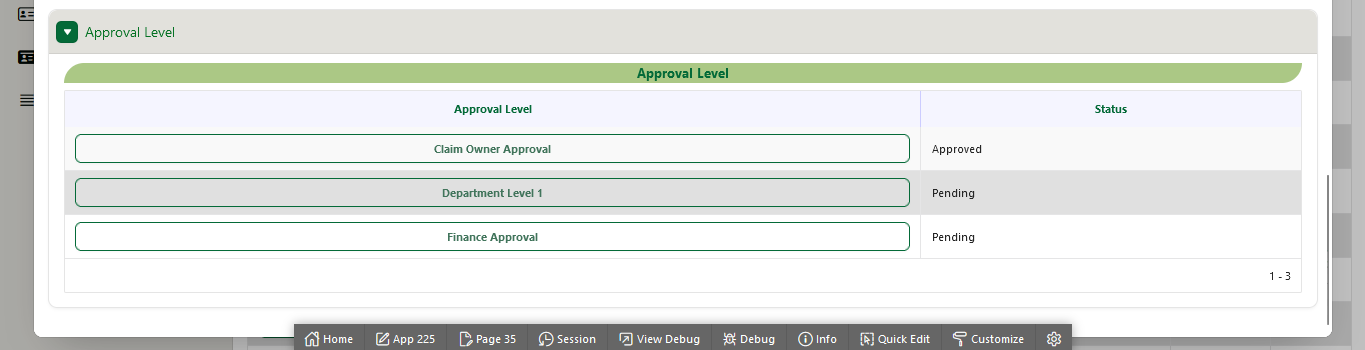 Approval Level
Approval Level
Approval Level Status
Claim Owner Approval Approved
Department Level 1 Pending
Finance Approval Pending
1 - 3
Home App 225 Page 35 Session View Debug Debug Info Quick Edit Customize